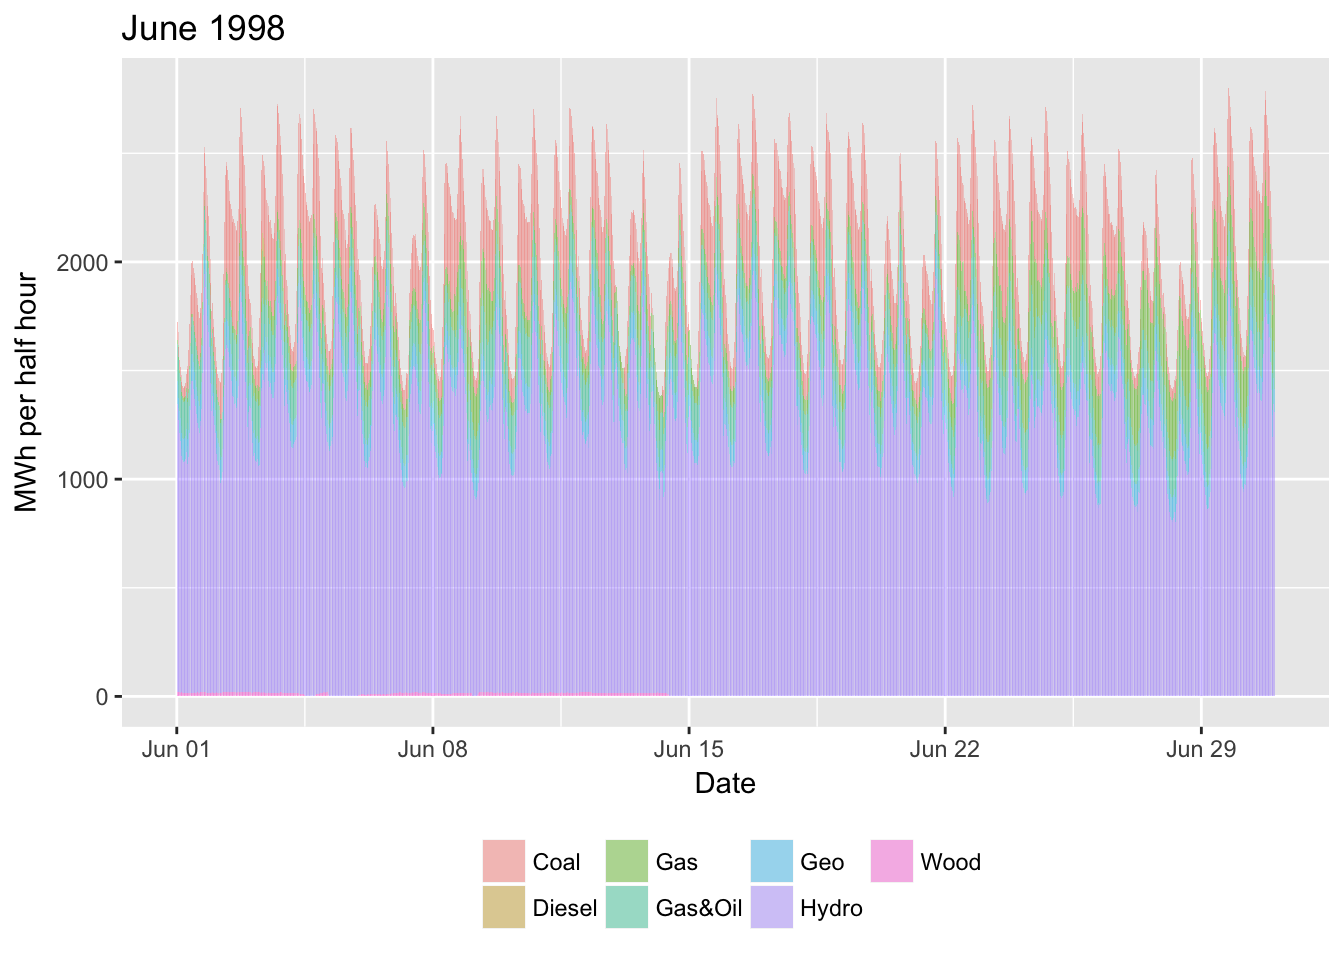 June 1998
MWh per half hour
2000
1000
0
Jun 01 Jun 08 Jun 15 Jun 22 Jun 29
Date
Coal Gas Geo Wood
Diesel Gas&Oil Hydro